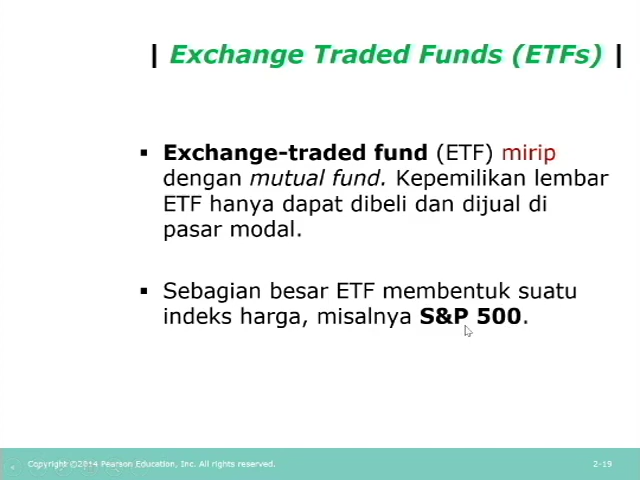 | Exchange Traded Funds (ETFs) |
▪ Exchange-traded fund (ETF) mirip
dengan mutual fund. Kepemilikan lembar
ETF hanya dapat dibeli dan dijual di
pasar modal.
▪ Sebagian besar ETF membentuk suatu
indeks harga, misalnya S&P 500.
Copyright ©2014 Pearson Education, Inc. All rights reserved.
2-19